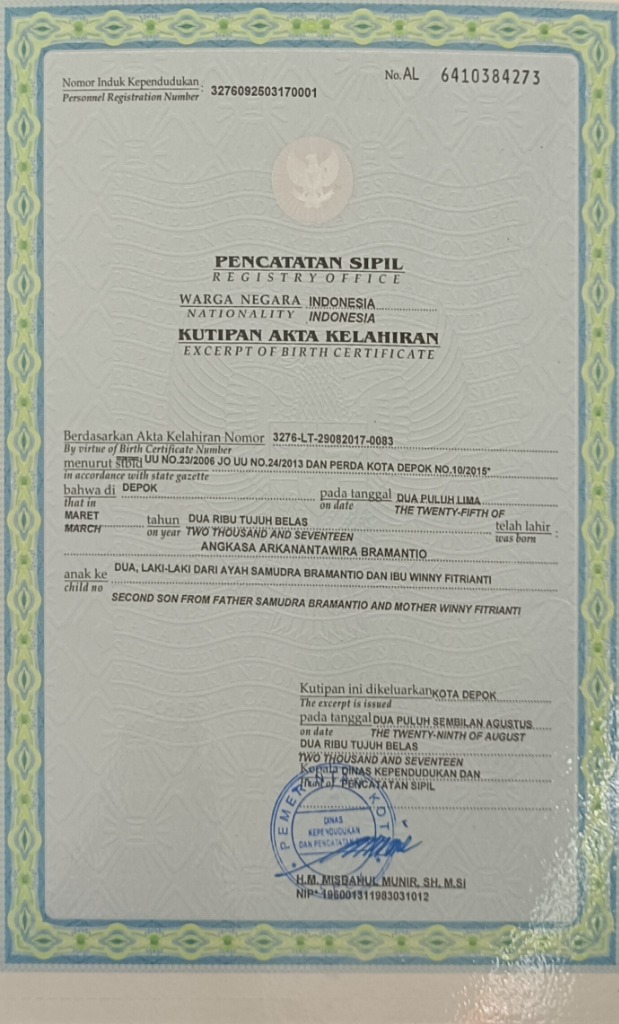 Nomor Induk Kependudukan : 3276092503170001
Personnel Registration Number
No. AL 6410384273
PENCATATAN SIPIL
REGISTRY OFFICE
WARGA NEGARA INDONESIA
NATIONALITY INDONESIA
KUTIPAN AKTA KELAHIRAN
EXCERPT OF BIRTH CERTIFICATE
Berdasarkan Akta Kelahiran Nomor 3276-LT-29082017-0083
By virtue of Birth Certificate Number
menurut stbld UU NO.23/2006 JO UU NO.24/2013 DAN PERDA KOTA DEPOK NO.10/2015*
in accordance with state gazette
bahwa di DEPOK pada tanggal DUA PULUH LIMA
that in on date THE TWENTY-FIFTH OF
MARET tahun DUA RIBU TUJUH BELAS telah lahir :
MARCH on year TWO THOUSAND AND SEVENTEEN was born
ANGKASA ARKANANTAWIRA BRAMANTIO
anak ke DUA, LAKI-LAKI DARI AYAH SAMUDRA BRAMANTIO DAN IBU WINNY FITRIANTI
child no
SECOND SON FROM FATHER SAMUDRA BRAMANTIO AND MOTHER WINNY FITRIANTI
Kutipan ini dikeluarkan KOTA DEPOK
The excerpt is issued
pada tanggal DUA PULUH SEMBILAN AGUSTUS
on date THE TWENTY-NINTH OF AUGUST
DUA RIBU TUJUH BELAS
TWO THOUSAND AND SEVENTEEN
Kepala DINAS KEPENDUDUKAN DAN
Head of PENCATATAN SIPIL
DINAS
KEPENDUDUKAN
DAN PENCATATAN
H.M. MISBAHUL MUNIR, SH, M.SI